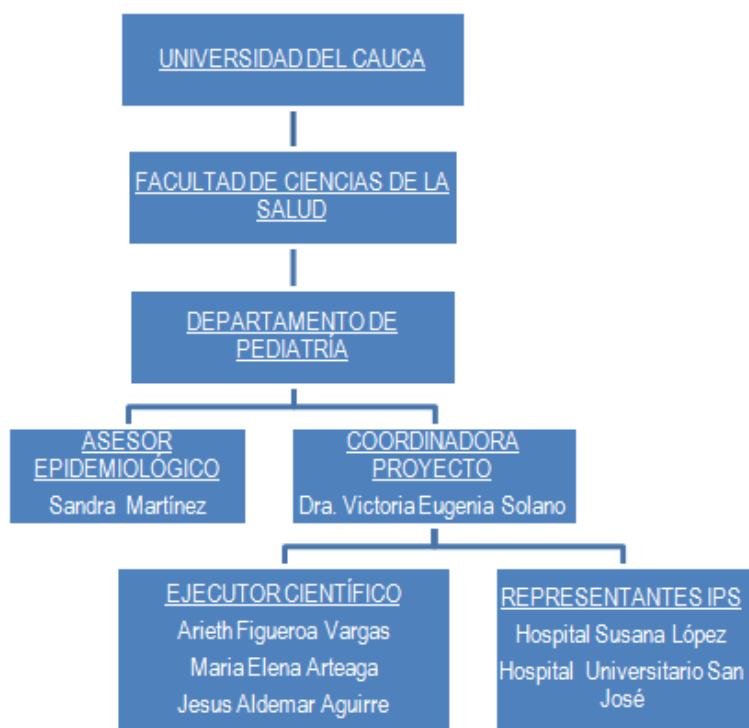 UNIVERSIDAD DEL CAUCA
FACULTAD DE CIENCIAS DE LA
SALUD
DEPARTAMENTO DE
PEDIATRÍA
ASESOR
EPIDEMIOLÓGICO
Sandra Martínez
COORDINADORA
PROYECTO
Dra. Victoria Eugenia Solano
EJECUTOR CIENTÍFICO
Arieth Figueroa Vargas
Maria Elena Arteaga
Jesus Aldemar Aguirre
REPRESENTANTES IPS
Hospital Susana López
Hospital Universitario San
José